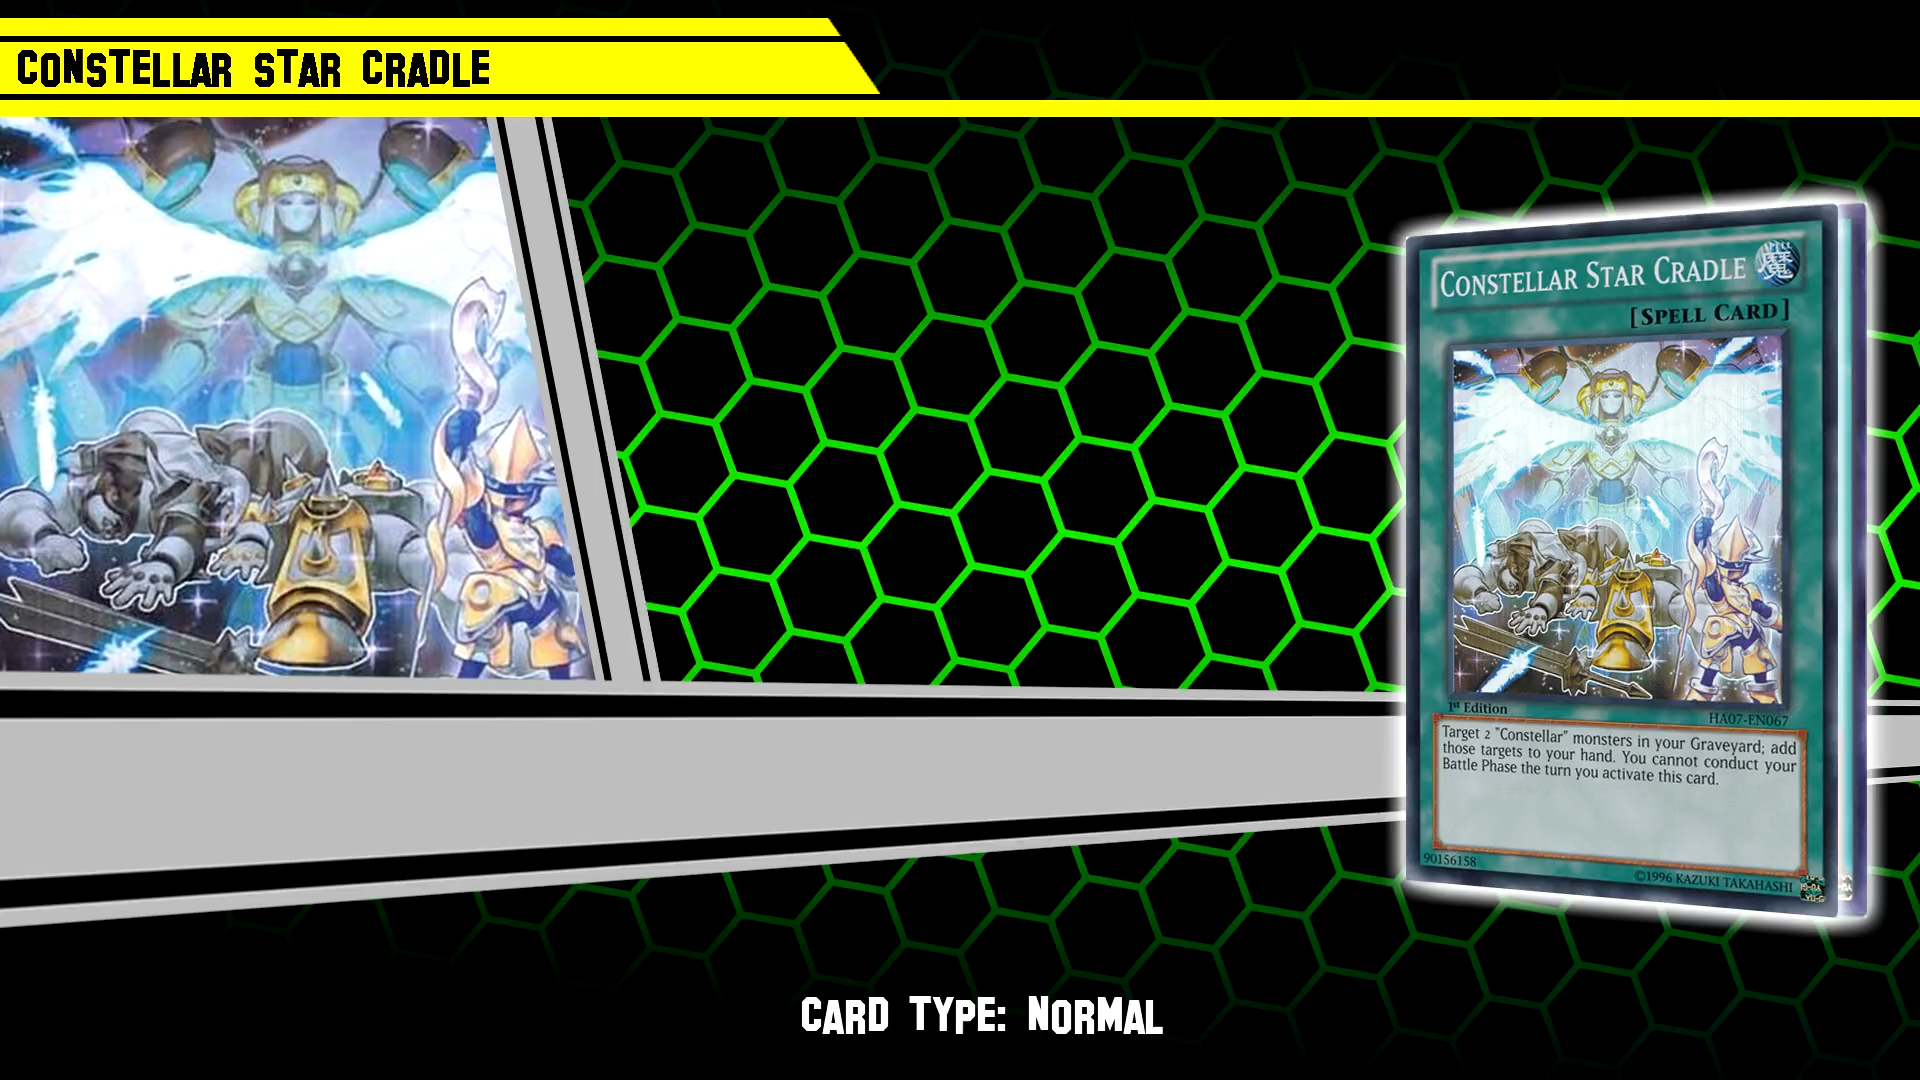 CONSTELLAR STAR CRADLE
CONSTELLAR STAR CRADLE 魔
[SPELL CARD]
1st Edition
HA07-EN067
Target 2 "Constellar" monsters in your Graveyard; add
those targets to your hand. You cannot conduct your
Battle Phase the turn you activate this card.
90156158
©1996 KAZUKI TAKAHASHI
CARD TYPE: NORMAL